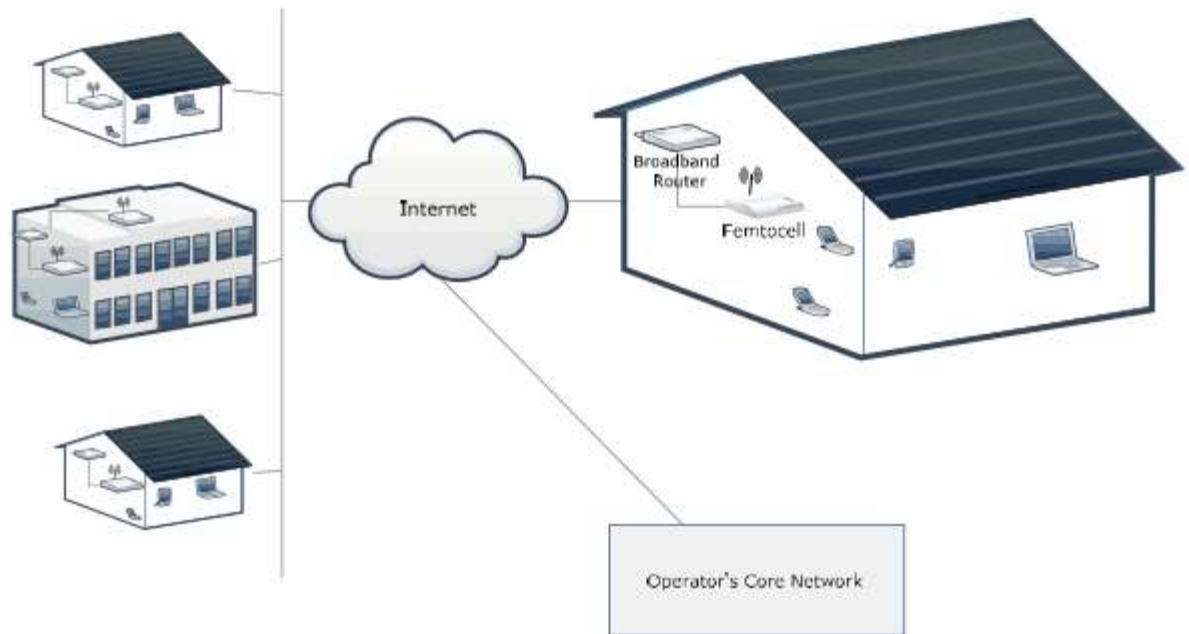 Broadband
Router
Internet
Femtocell
Operator's Core Network